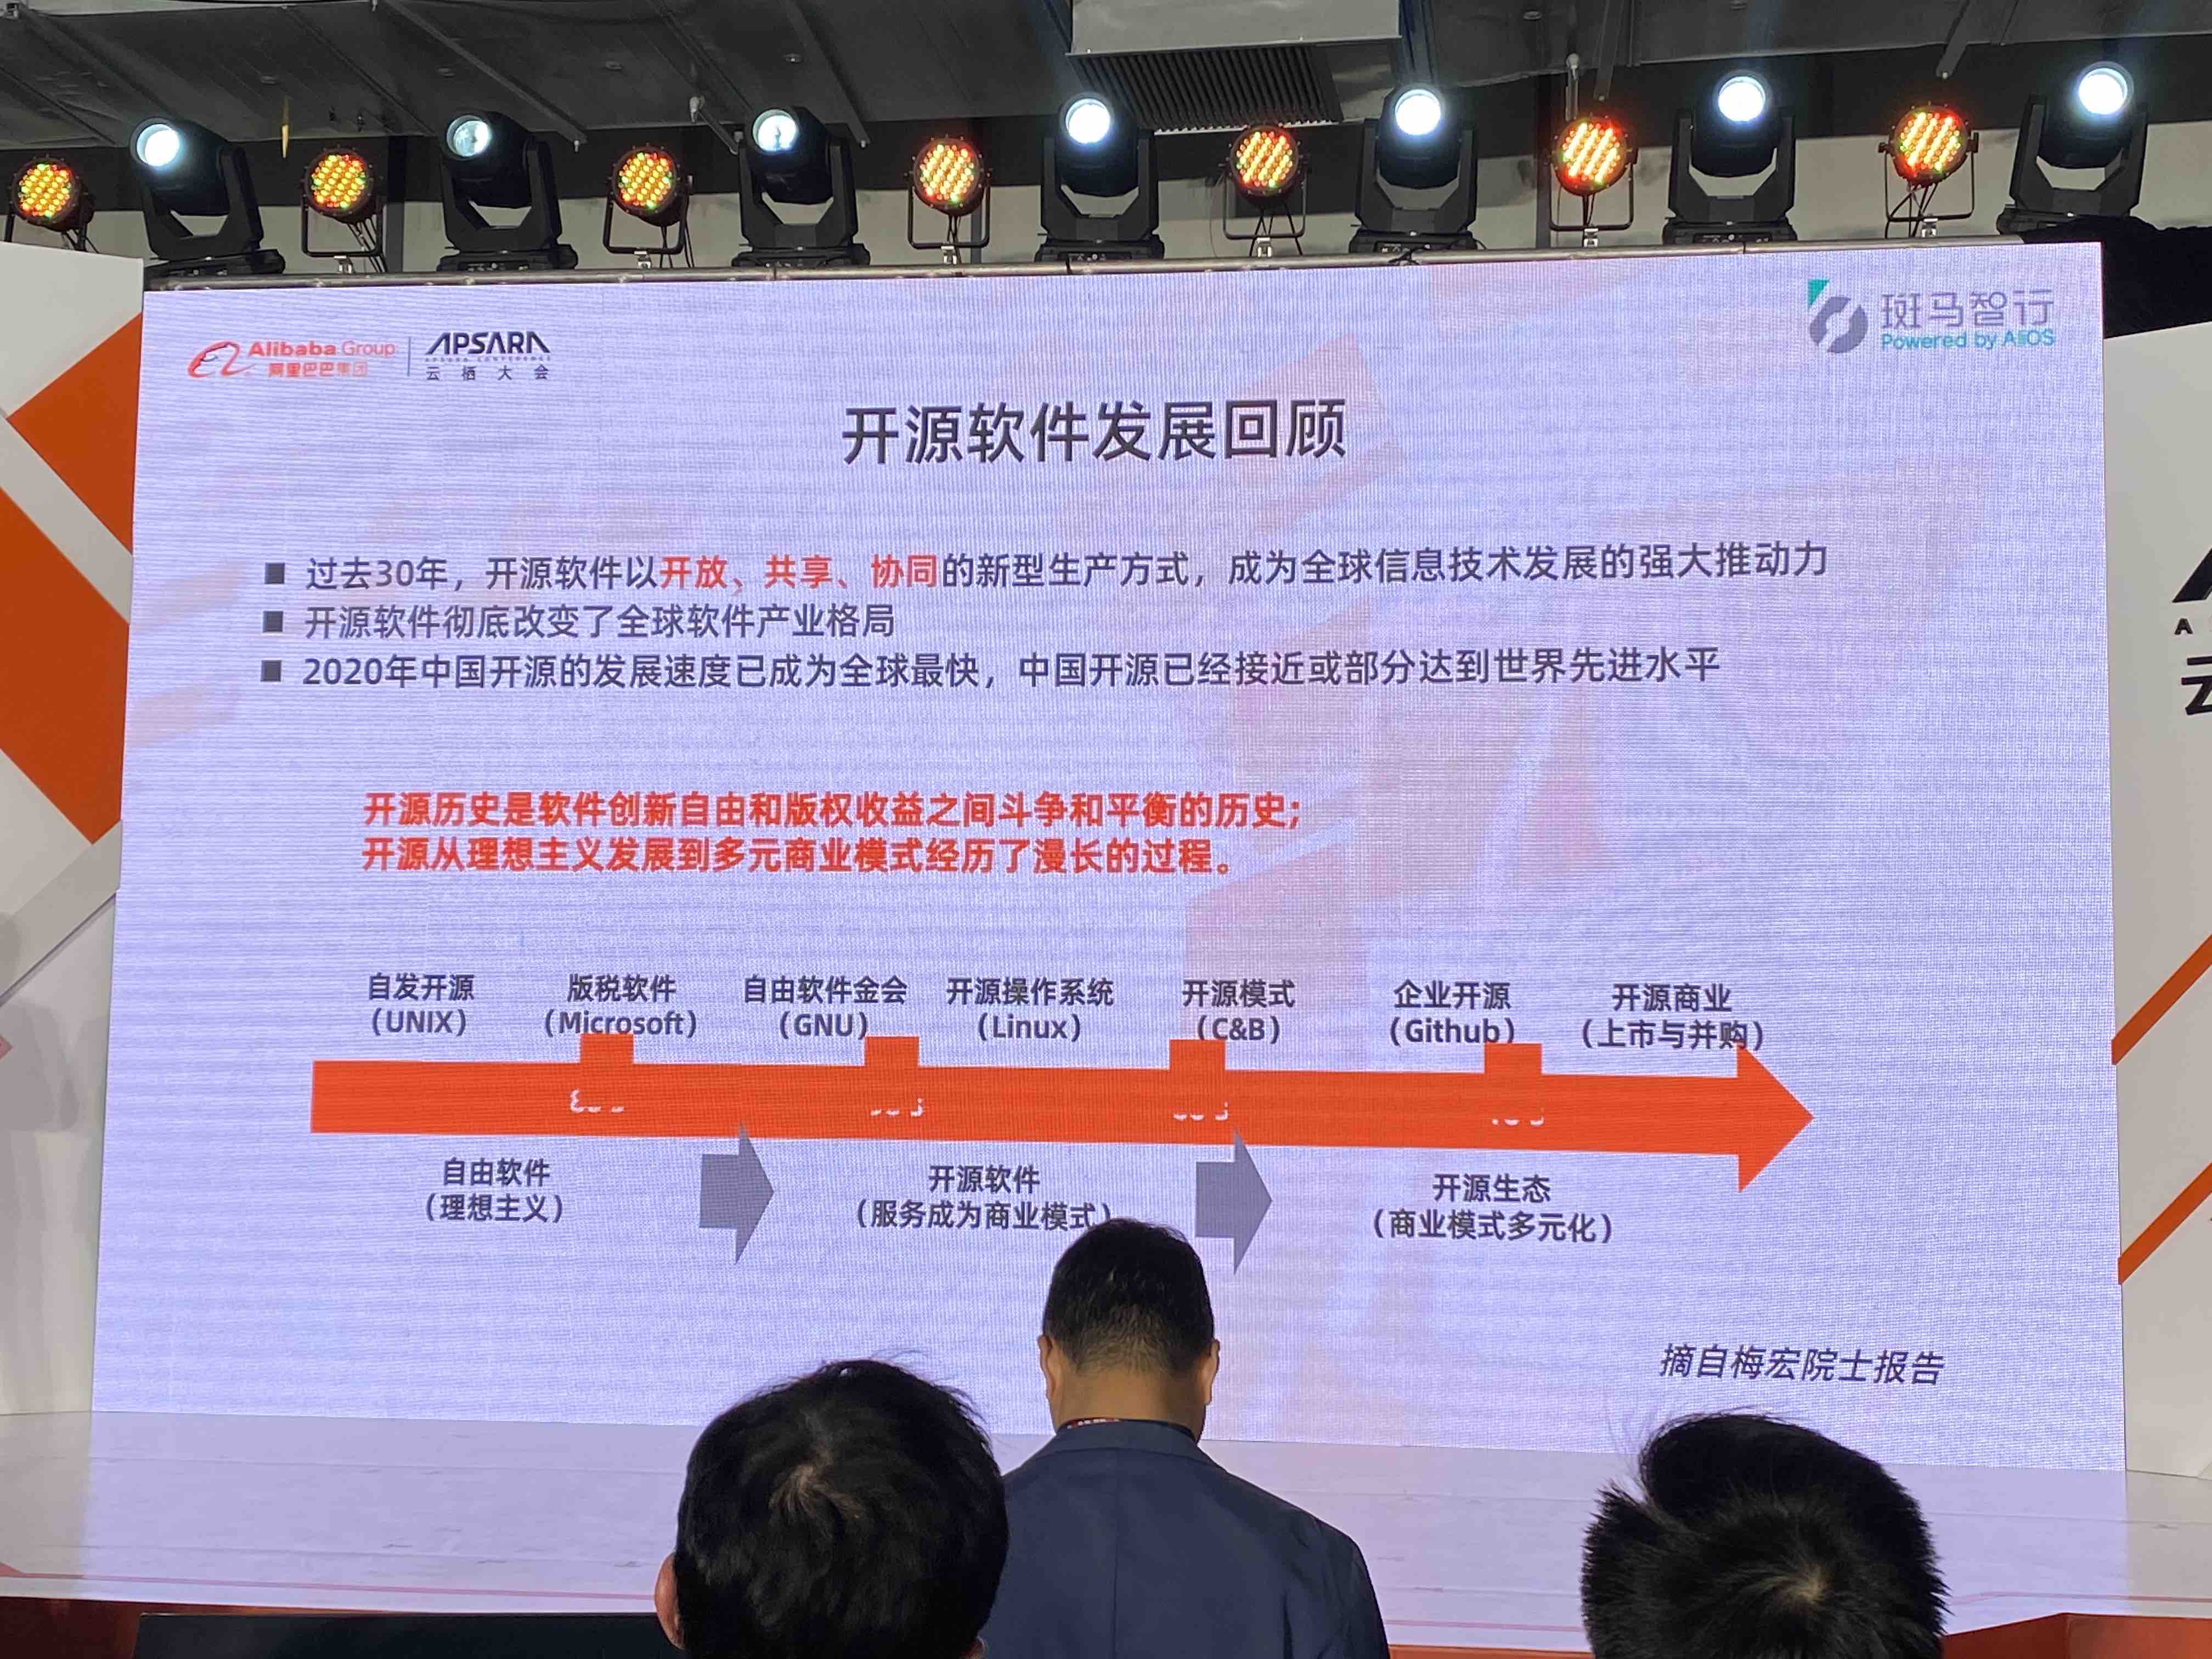 Alibaba Group
阿里巴巴集团
APSARA
APSARA CONFERENCE
云栖大会
斑马智行
Powered by AliOS
开源软件发展回顾
■ 过去30年，开源软件以开放、共享、协同的新型生产方式，成为全球信息技术发展的强大推动力
■ 开源软件彻底改变了全球软件产业格局
■ 2020年中国开源的发展速度已成为全球最快，中国开源已经接近或部分达到世界先进水平
开源历史是软件创新自由和版权收益之间斗争和平衡的历史；
开源从理想主义发展到多元商业模式经历了漫长的过程。
自发开源
（UNIX）
版税软件
（Microsoft）
自由软件金会
（GNU）
开源操作系统
（Linux）
开源模式
（C&B）
企业开源
（Github）
开源商业
（上市与并购）
自由软件
（理想主义）
开源软件
（服务成为商业模式）
开源生态
（商业模式多元化）
摘自梅宏院士报告